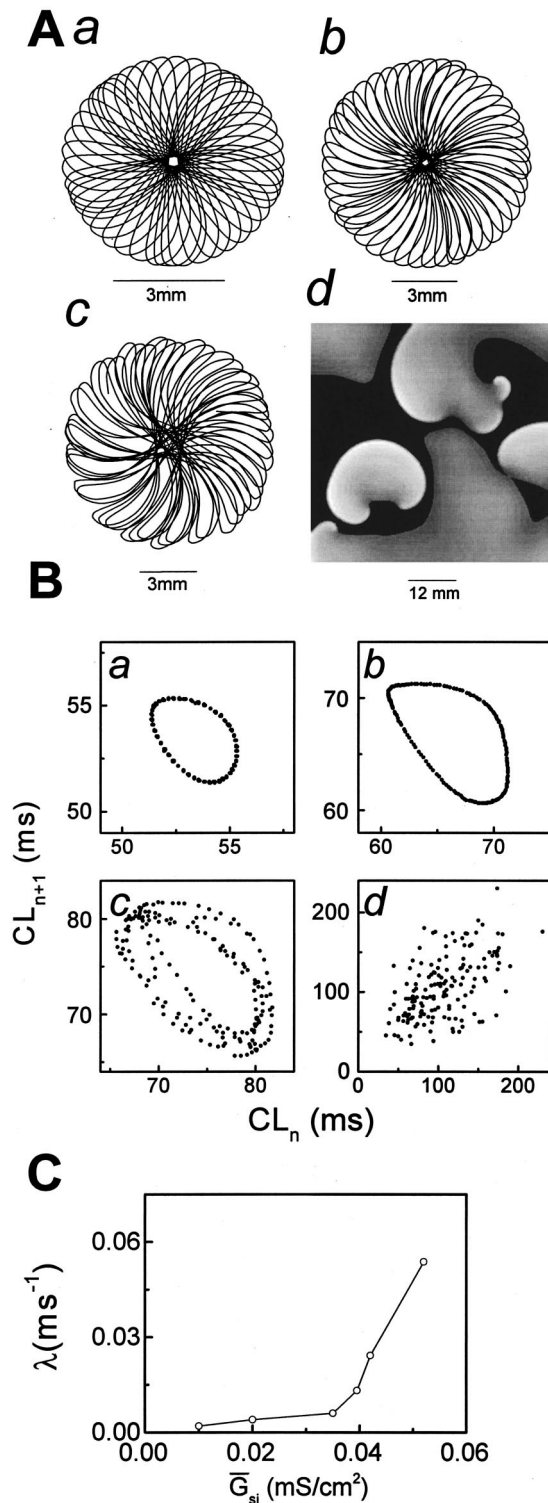 A a b
3mm 3mm
c d
3mm 12 mm
B
a b
55
50
50 55
70
60
60 70
CLn+1 (ms)
c d
80
70
70 80
200
100
0
0 100 200
CLn (ms)
C
0.06
0.03
0.00
λ(ms⁻¹)
0.00 0.02 0.04 0.06
G̅si (mS/cm²)